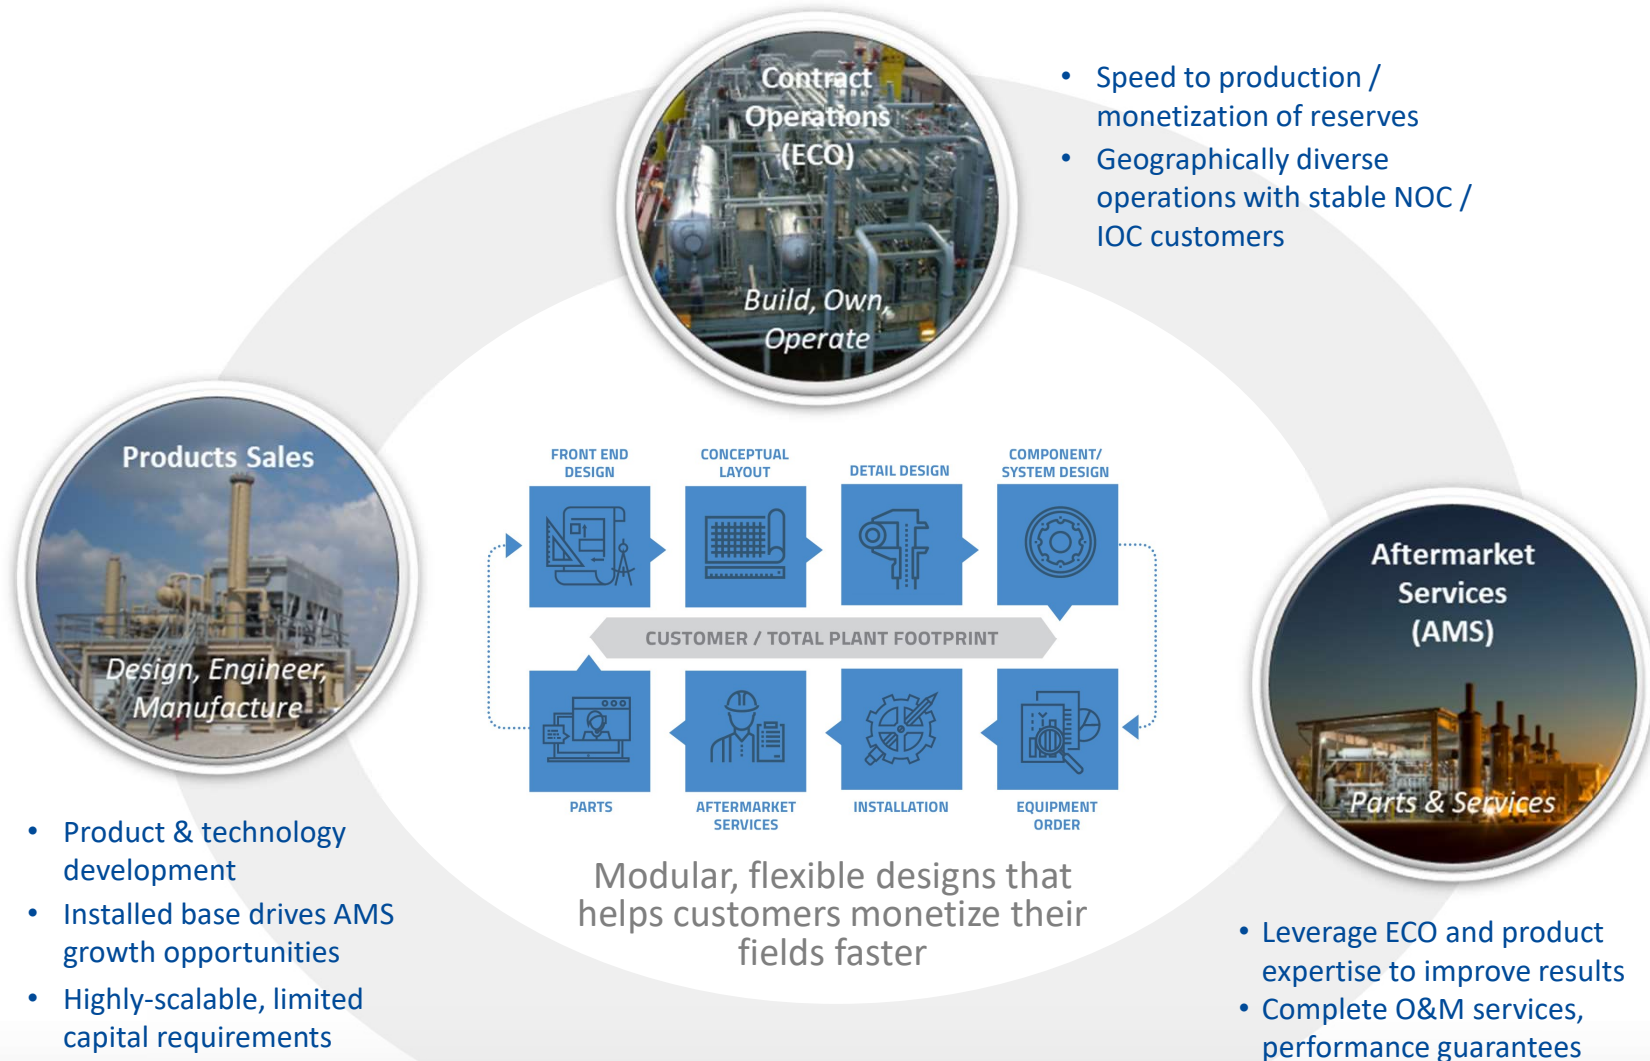 Contract
Operations
(ECO)
Build, Own,
Operate
• Speed to production /
monetization of reserves
• Geographically diverse
operations with stable NOC /
IOC customers
Products Sales
Design, Engineer,
Manufacture
• Product & technology
development
• Installed base drives AMS
growth opportunities
• Highly-scalable, limited
capital requirements
FRONT END
DESIGN
CONCEPTUAL
LAYOUT
DETAIL DESIGN
COMPONENT/
SYSTEM DESIGN
CUSTOMER / TOTAL PLANT FOOTPRINT
PARTS
AFTERMARKET
SERVICES
INSTALLATION
EQUIPMENT
ORDER
Modular, flexible designs that
helps customers monetize their
fields faster
Aftermarket
Services
(AMS)
Parts & Services
• Leverage ECO and product
expertise to improve results
• Complete O&M services,
performance guarantees